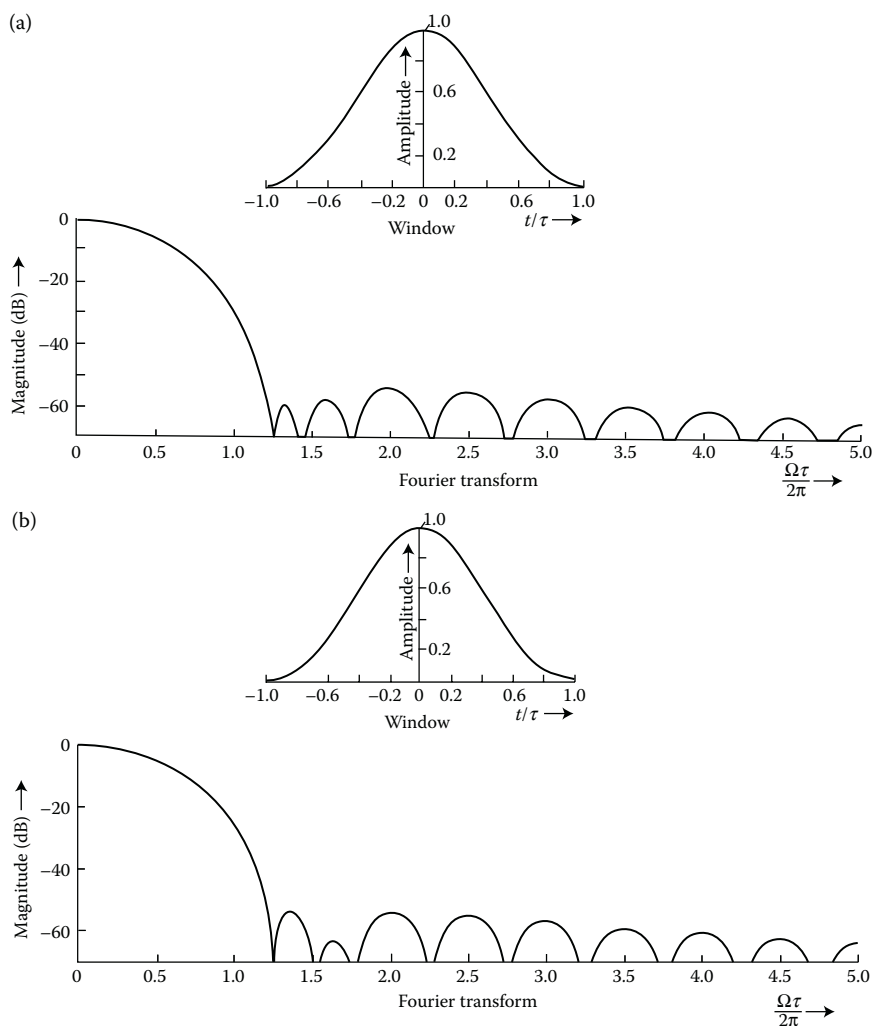 (a)
1.0
0.6
0.2
Amplitude
−1.0 −0.6 −0.2 0 0.2 0.6 1.0
Window
t/τ
0
−20
−40
−60
Magnitude (dB)
0 0.5 1.0 1.5 2.0 2.5 3.0 3.5 4.0 4.5 5.0
Fourier transform
Ωτ
2π
(b)
1.0
0.6
0.2
Amplitude
−1.0 −0.6 −0.2 0 0.2 0.6 1.0
Window
t/τ
0
−20
−40
−60
Magnitude (dB)
0 0.5 1.0 1.5 2.0 2.5 3.0 3.5 4.0 4.5 5.0
Fourier transform
Ωτ
2π